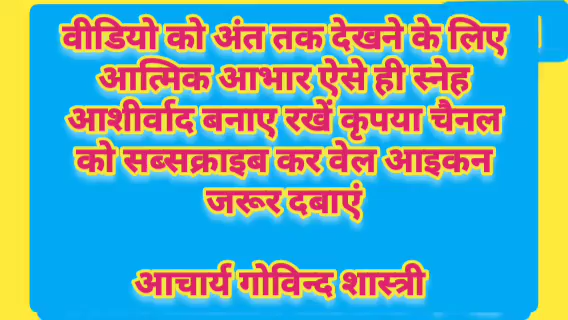 वीडियो को अंत तक देखने के लिए
आत्मिक आभार ऐसे ही स्नेह
आशीर्वाद बनाए रखें कृपया चैनल
को सब्सक्राइब कर वेल आइकन
जरूर दबाएं
आचार्य गोविन्द शास्त्री